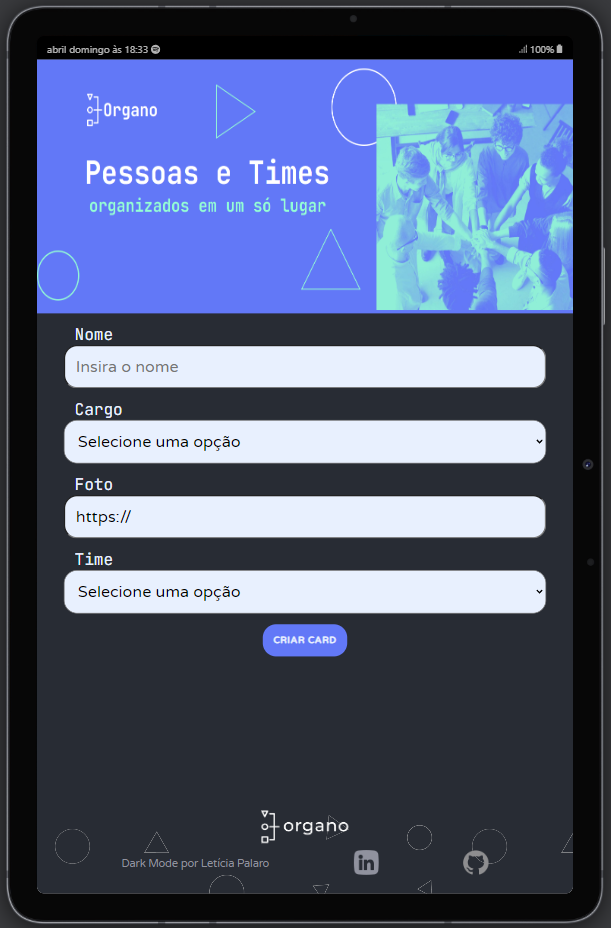 abril domingo às 18:33
100%
Organo
Pessoas e Times
organizados em um só lugar
Nome
Insira o nome
Cargo
Selecione uma opção
Foto
https://
Time
Selecione uma opção
CRIAR CARD
organo
Dark Mode por Letícia Palaro
in